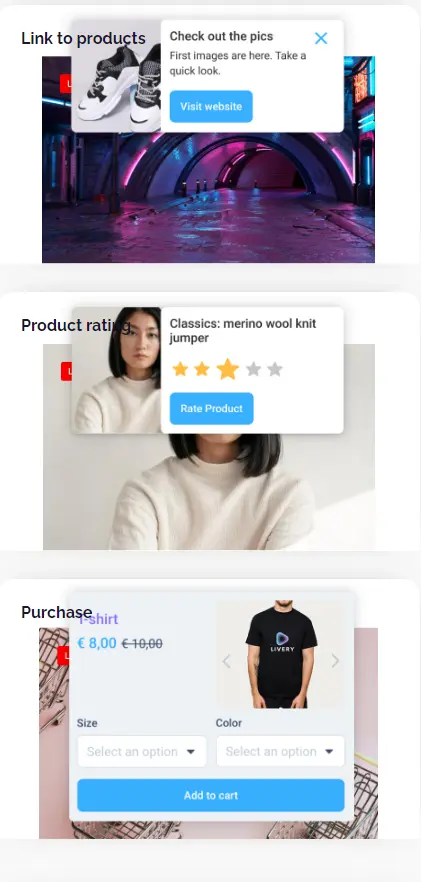 Link to products
Check out the pics
First images are here. Take a
quick look.
Visit website
Product rating
Classics: merino wool knit
jumper
Rate Product
Purchase
T-shirt
€ 8,00 € 10,00
LIVERY
Size
Color
Select an option
Select an option
Add to cart